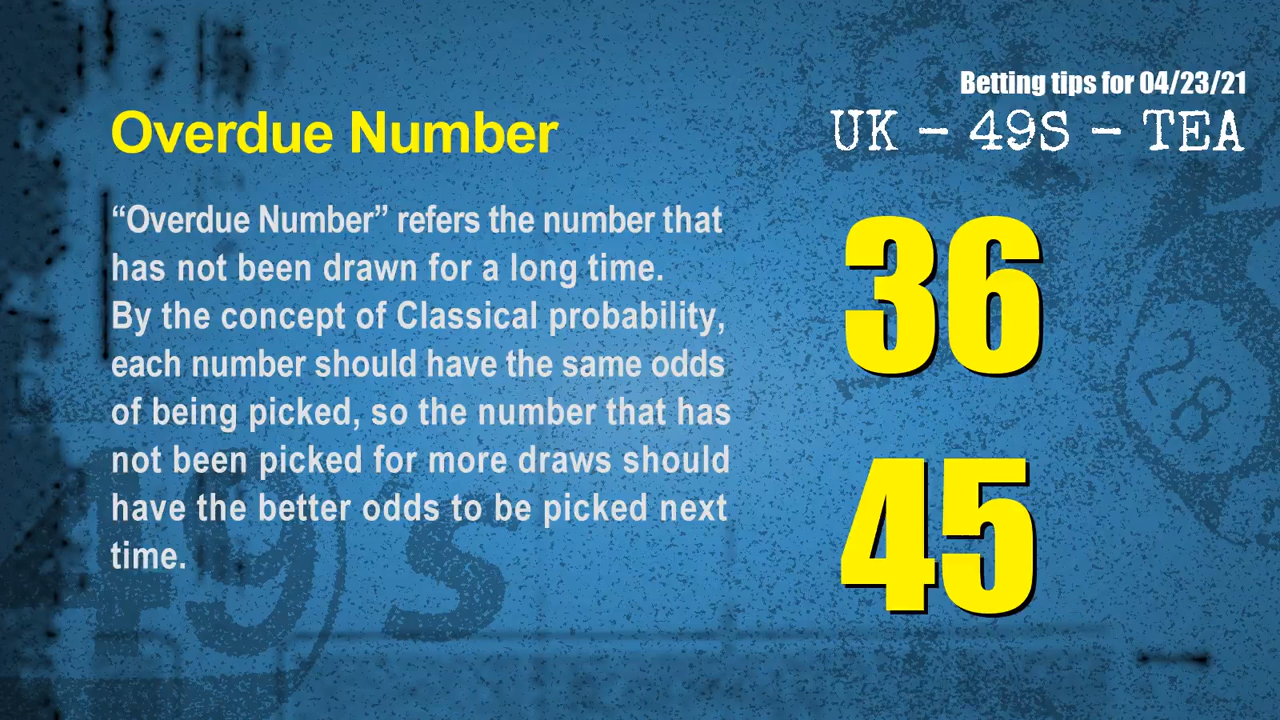 Betting tips for 04/23/21
UK - 49S - TEA
Overdue Number
“Overdue Number” refers the number that
has not been drawn for a long time.
By the concept of Classical probability,
each number should have the same odds
of being picked, so the number that has
not been picked for more draws should
have the better odds to be picked next
time.
36
45
28
49's